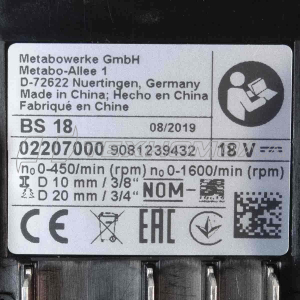 Metabowerke GmbH
Metabo-Allee 1
D-72622 Nuertingen, Germany
Made in China; Hecho en China
Fabriqué en Chine
BS 18 08/2019
02207000 9081239432 18 V
n₀ 0-450/min (rpm) n₀ 0-1600/min (rpm)
D 10 mm / 3/8" NOM
D 20 mm / 3/4"
CE EAC